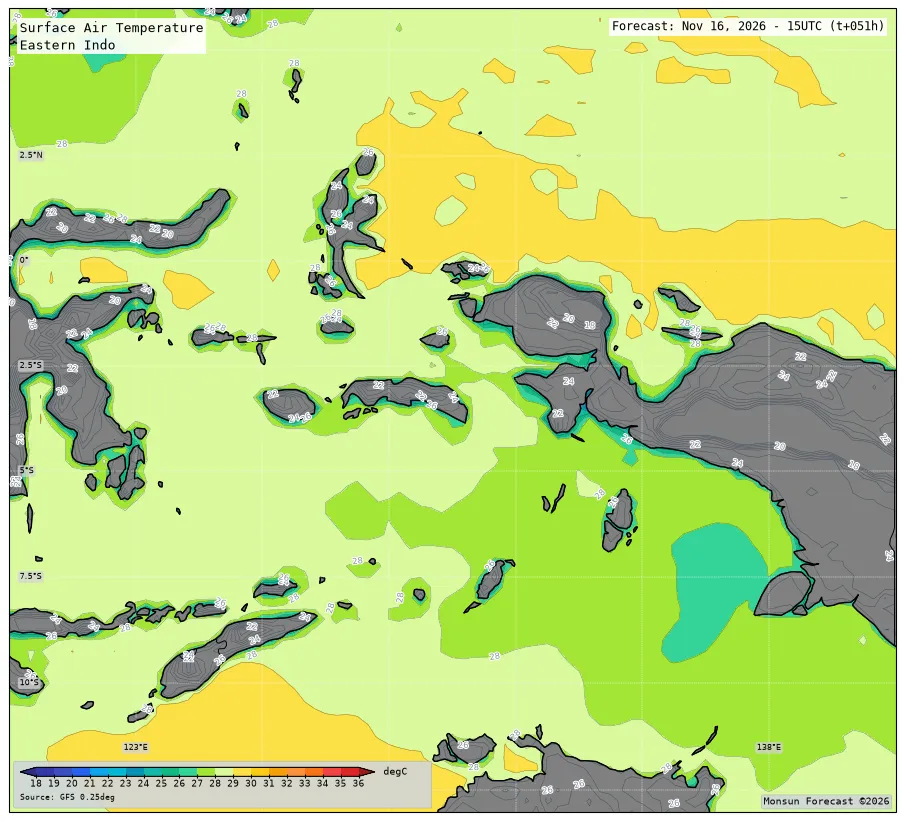 Surface Air Temperature
Eastern Indo
Forecast: Nov 16, 2026 - 15UTC (t+051h)
2.5°N
0°
2.5°S
5°S
7.5°S
10°S
123°E
138°E
18 19 20 21 22 23 24 25 26 27 28 29 30 31 32 33 34 35 36
degC
Source: GFS 0.25deg
Monsun Forecast ©2026